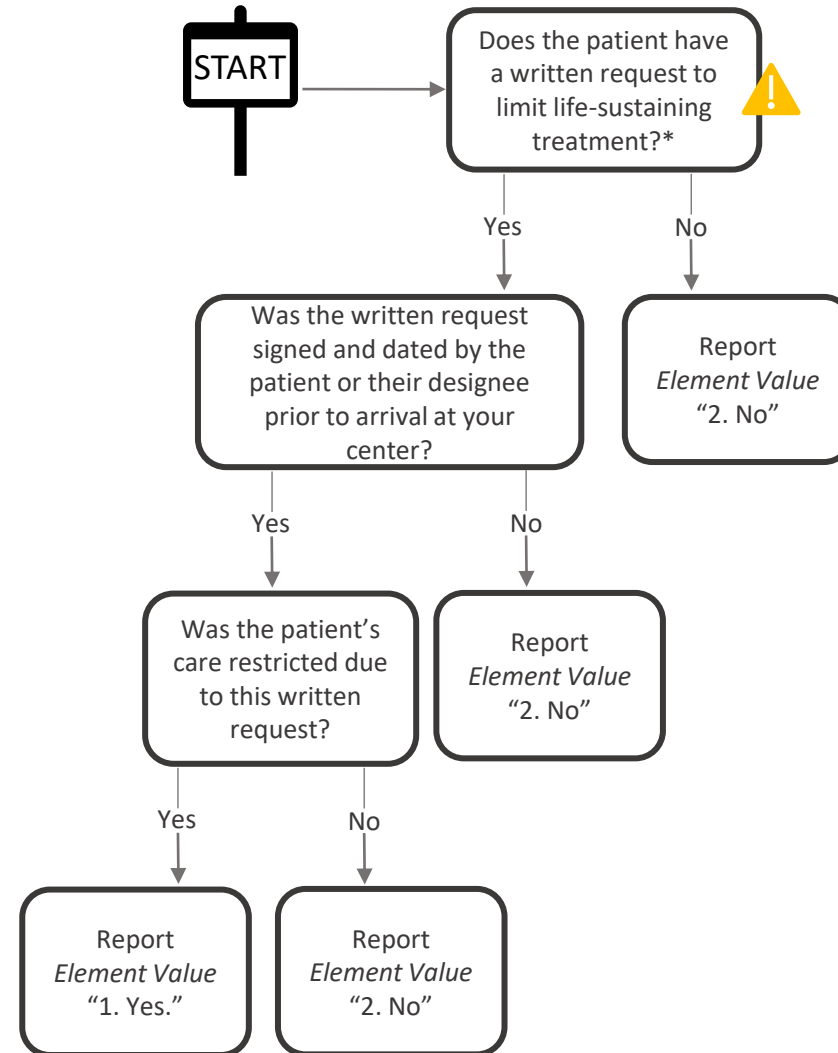 START
Does the patient have
a written request to
limit life-sustaining
treatment?*
Yes
No
Was the written request
signed and dated by the
patient or their designee
prior to arrival at your
center?
Report
Element Value
“2. No”
Yes
No
Was the patient’s
care restricted due
to this written
request?
Report
Element Value
“2. No”
Yes
No
Report
Element Value
“1. Yes.”
Report
Element Value
“2. No”